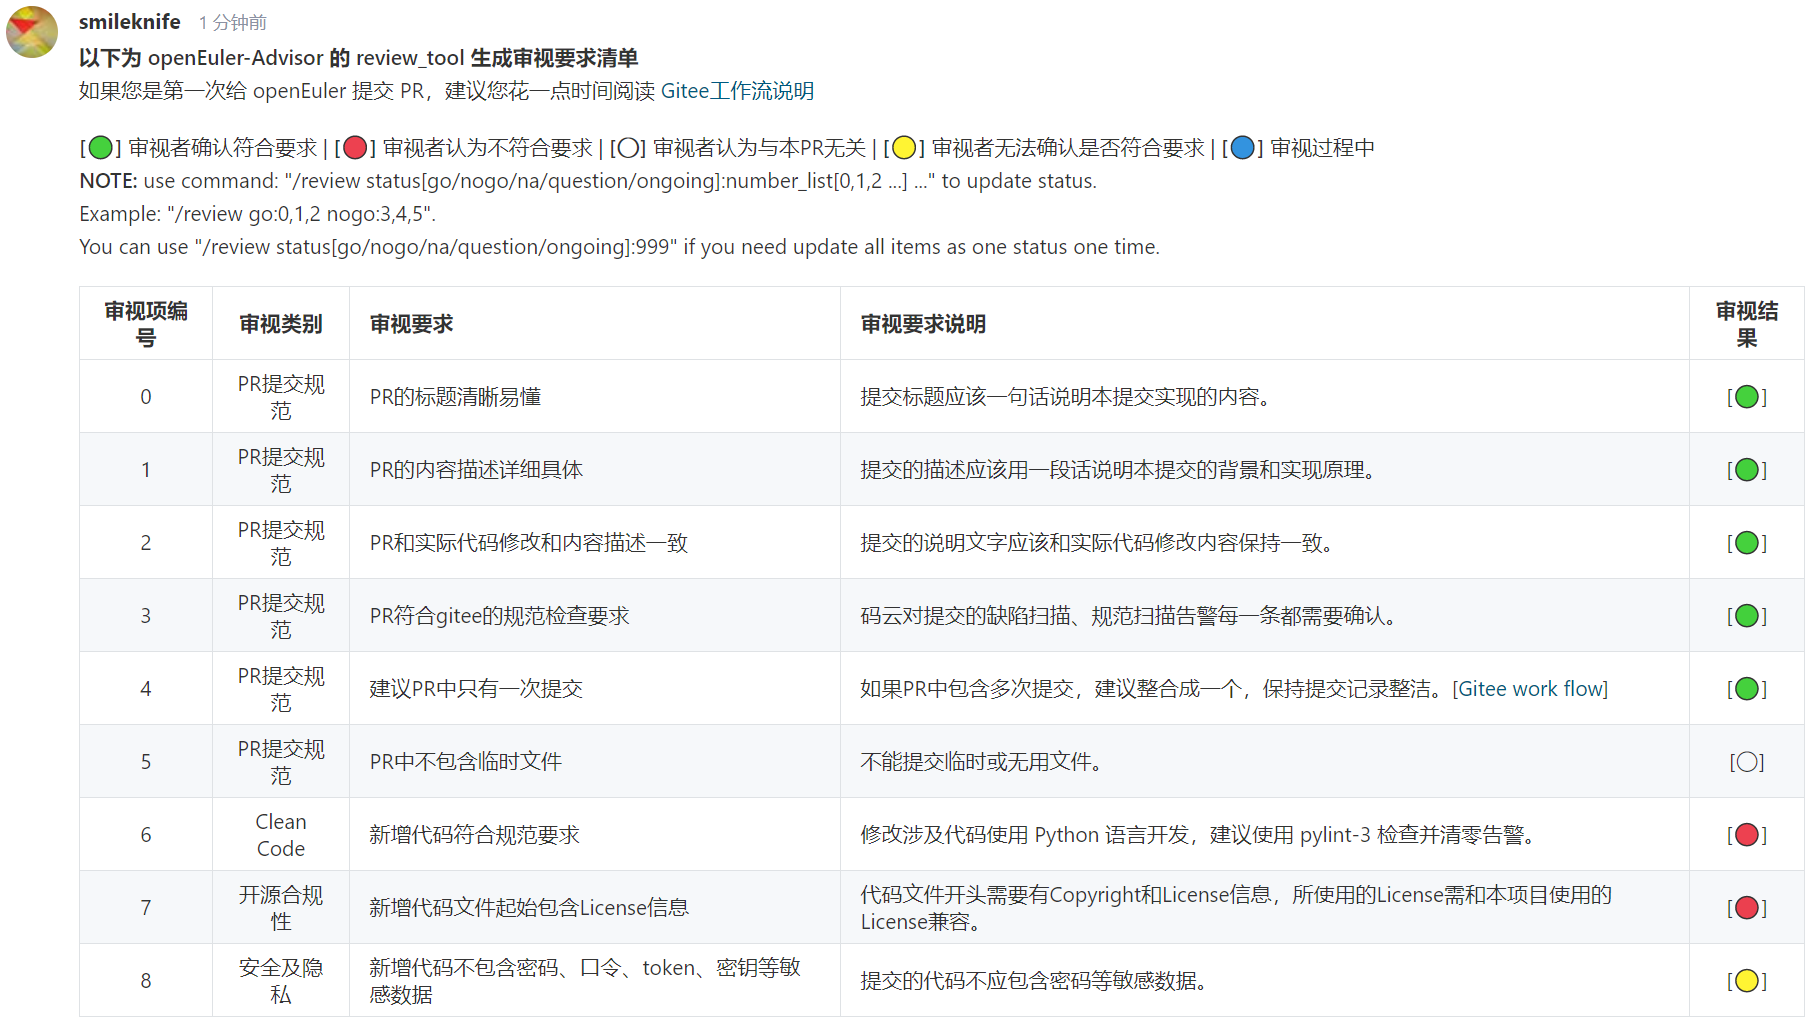 smileknife 1 分钟前
以下为 openEuler-Advisor 的 review_tool 生成审视要求清单
如果您是第一次给 openEuler 提交 PR，建议您花一点时间阅读 Gitee工作流说明
[🟢] 审视者确认符合要求 | [🔴] 审视者认为不符合要求 | [◯] 审视者认为与本PR无关 | [🟡] 审视者无法确认是否符合要求 | [🔵] 审视过程中
NOTE: use command: "/review status[go/nogo/na/question/ongoing]:number_list[0,1,2 ...] ..." to update status.
Example: "/review go:0,1,2 nogo:3,4,5".
You can use "/review status[go/nogo/na/question/ongoing]:999" if you need update all items as one status one time.
审视项编
号
审视类别
审视要求
审视要求说明
审视结
果
0
PR提交规
范
PR的标题清晰易懂
提交标题应该一句话说明本提交实现的内容。
[🟢]
1
PR提交规
范
PR的内容描述详细具体
提交的描述应该用一段话说明本提交的背景和实现原理。
[🟢]
2
PR提交规
范
PR和实际代码修改和内容描述一致
提交的说明文字应该和实际代码修改内容保持一致。
[🟢]
3
PR提交规
范
PR符合gitee的规范检查要求
码云对提交的缺陷扫描、规范扫描告警每一条都需要确认。
[🟢]
4
PR提交规
范
建议PR中只有一次提交
如果PR中包含多次提交，建议整合成一个，保持提交记录整洁。[Gitee work flow]
[🟢]
5
PR提交规
范
PR中不包含临时文件
不能提交临时或无用文件。
[◯]
6
Clean
Code
新增代码符合规范要求
修改涉及代码使用 Python 语言开发，建议使用 pylint-3 检查并清零告警。
[🔴]
7
开源合规
性
新增代码文件起始包含License信息
代码文件开头需要有Copyright和License信息，所使用的License需和本项目使用的
License兼容。
[🔴]
8
安全及隐
私
新增代码不包含密码、口令、token、密钥等敏
感数据
提交的代码不应包含密码等敏感数据。
[🟡]